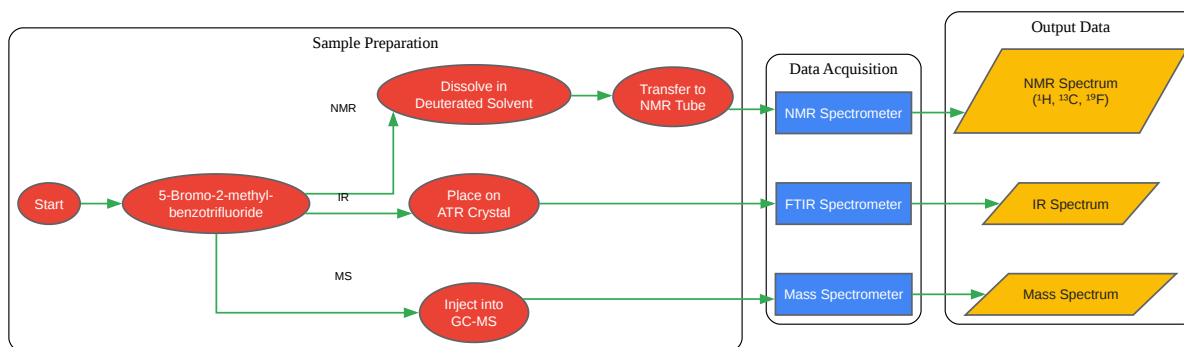 Sample Preparation
Data Acquisition
Output Data
Start
5-Bromo-2-methyl-
benzotrifluoride
NMR
Dissolve in
Deuterated Solvent
Transfer to
NMR Tube
NMR Spectrometer
NMR Spectrum
(¹H, ¹³C, ¹⁹F)
IR
Place on
ATR Crystal
FTIR Spectrometer
IR Spectrum
MS
Inject into
GC-MS
Mass Spectrometer
Mass Spectrum